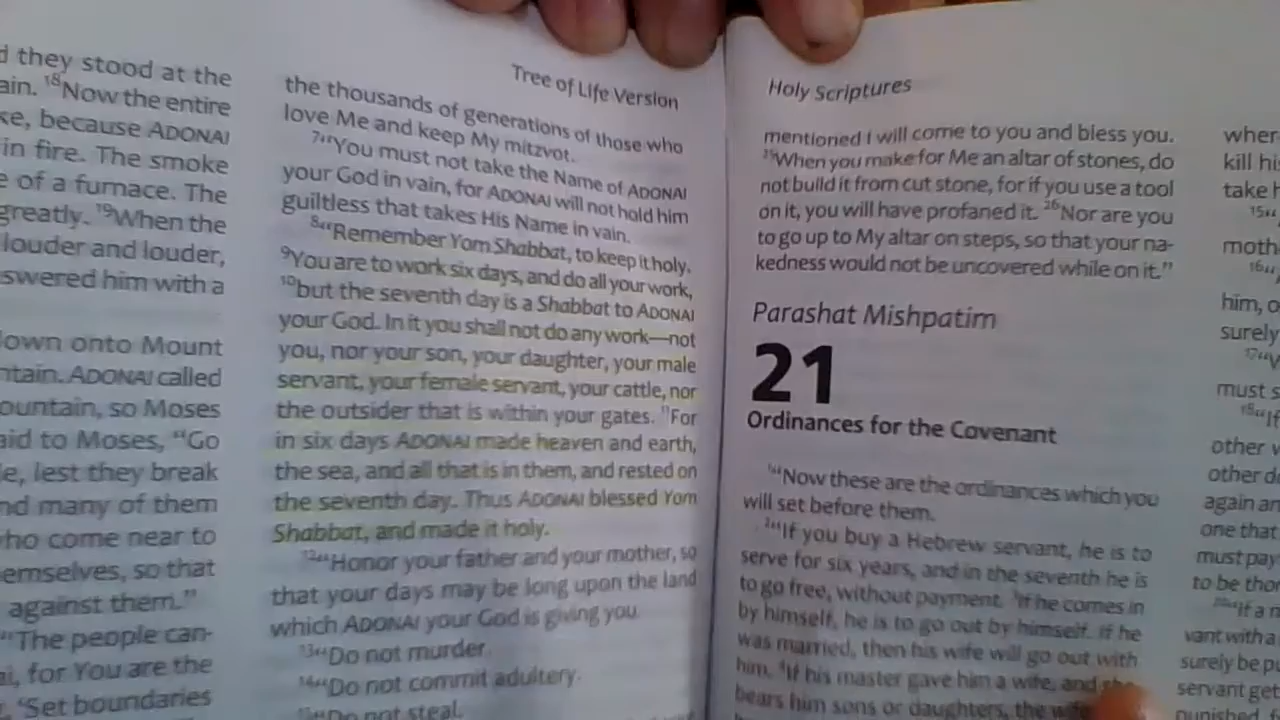 d they stood at the
ain. 18Now the entire
ke, because ADONAI
in fire. The smoke
e of a furnace. The
greatly. 19When the
louder and louder,
swered him with a
down onto Mount
ntain. ADONAI called
ountain, so Moses
aid to Moses, “Go
e, lest they break
nd many of them
who come near to
emselves, so that
against them.”
“The people can-
ai, for You are the
‘Set boundaries
Tree of Life Version
the thousands of generations of those who
love Me and keep My mitzvot.
7“You must not take the Name of ADONAI
your God in vain, for ADONAI will not hold him
guiltless that takes His Name in vain.
8“Remember Yom Shabbat, to keep it holy.
9You are to work six days, and do all your work,
10but the seventh day is a Shabbat to ADONAI
your God. In it you shall not do any work—not
you, nor your son, your daughter, your male
servant, your female servant, your cattle, nor
the outsider that is within your gates. 11For
in six days ADONAI made heaven and earth,
the sea, and all that is in them, and rested on
the seventh day. Thus ADONAI blessed Yom
Shabbat, and made it holy.
12“Honor your father and your mother, so
that your days may be long upon the land
which ADONAI your God is giving you.
13“Do not murder.
14“Do not commit adultery.
“Do not steal.
Holy Scriptures
mentioned I will come to you and bless you.
25When you make for Me an altar of stones, do
not build it from cut stone, for if you use a tool
on it, you will have profaned it. 26Nor are you
to go up to My altar on steps, so that your na-
kedness would not be uncovered while on it.”
Parashat Mishpatim
21
Ordinances for the Covenant
1“Now these are the ordinances which you
will set before them.
2“If you buy a Hebrew servant, he is to
serve for six years, and in the seventh he is
to go free, without payment. 3If he comes in
by himself, he is to go out by himself. If he
was married, then his wife will go out with
him. 4If his master gave him a wife, and
bears him sons or daughters, the wife
wher
kill hi
take h
15“
moth
16“
him, o
surely
17“
must s
18“If
other v
other d
again an
one that
must pay
to be tho
20“If a m
vant with a
surely be p
servant get